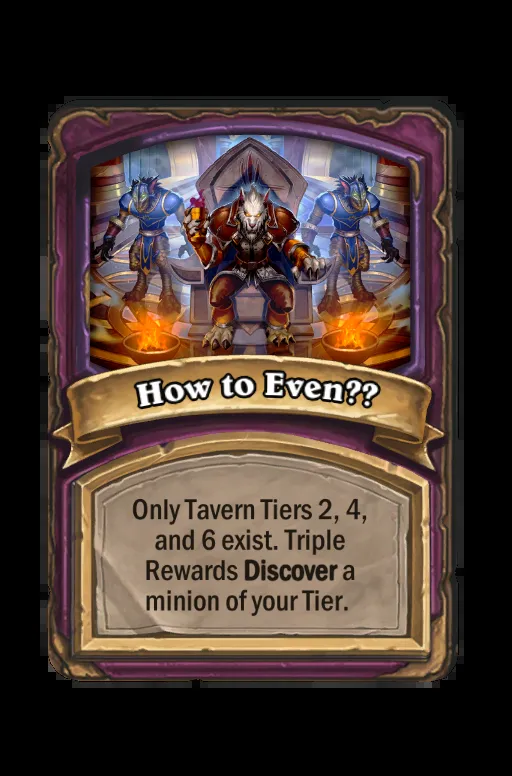 How to Even??
Only Tavern Tiers 2, 4,
and 6 exist. Triple
Rewards Discover a
minion of your Tier.